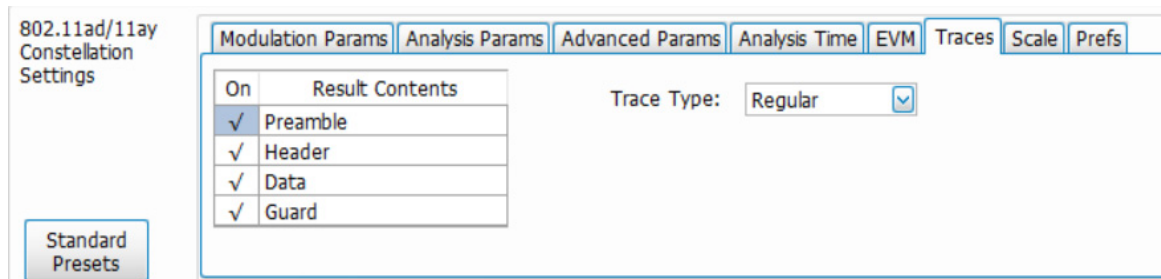 802.11ad/11ay
Constellation
Settings
Modulation Params Analysis Params Advanced Params Analysis Time EVM Traces Scale Prefs
On Result Contents
√ Preamble
√ Header
√ Data
√ Guard
Trace Type: Regular
Standard
Presets